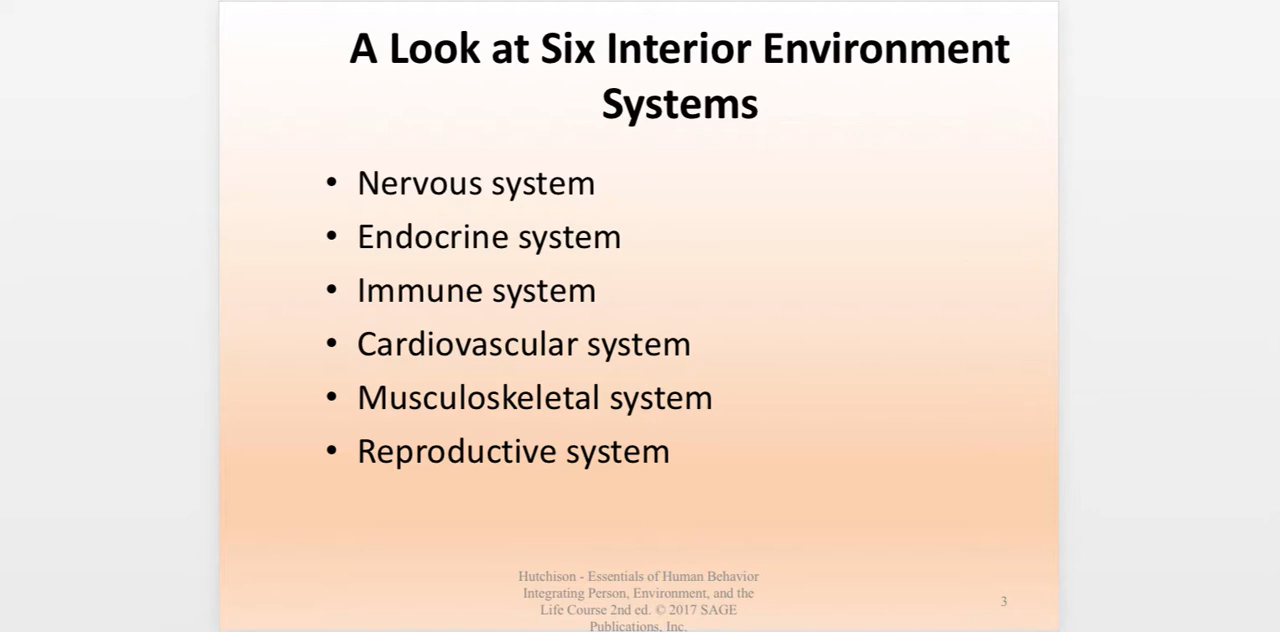 A Look at Six Interior Environment
Systems
• Nervous system
• Endocrine system
• Immune system
• Cardiovascular system
• Musculoskeletal system
• Reproductive system
Hutchison - Essentials of Human Behavior
Integrating Person, Environment, and the
Life Course 2nd ed. © 2017 SAGE
Publications, Inc.
3